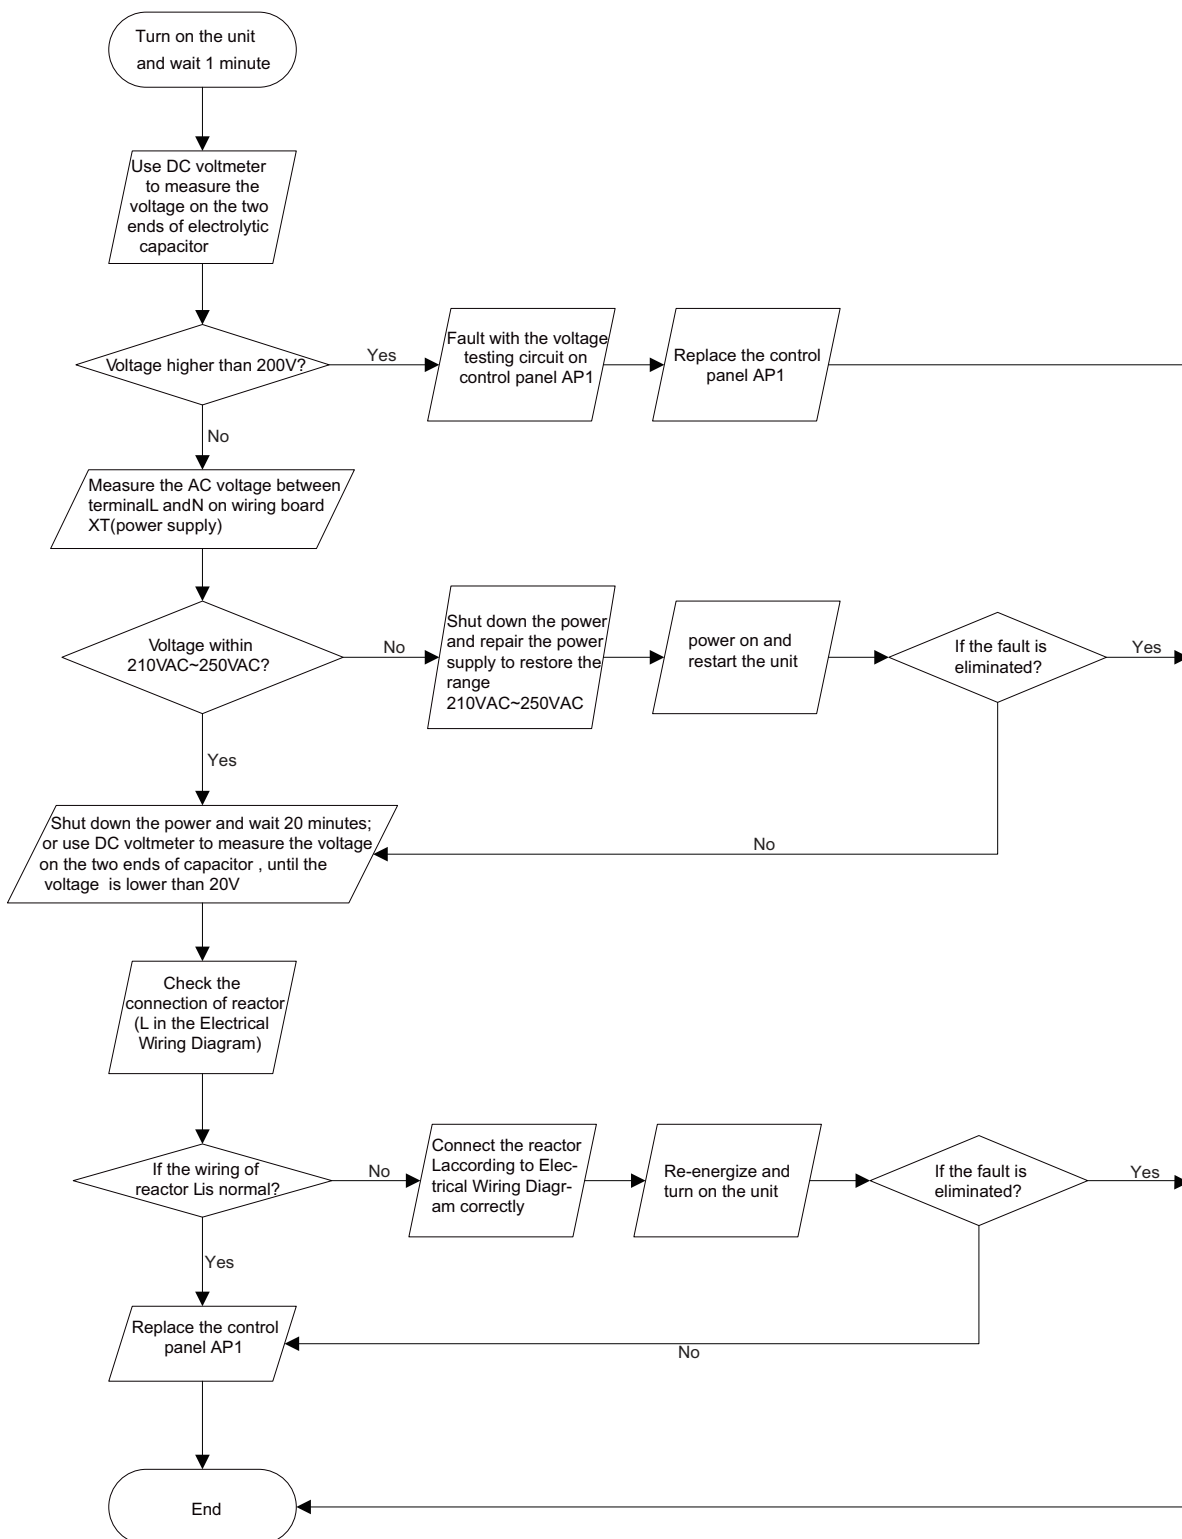 Turn on the unit
and wait 1 minute
Use DC voltmeter
to measure the
voltage on the two
ends of electrolytic
capacitor
Voltage higher than 200V?
Yes
Fault with the voltage
testing circuit on
control panel AP1
Replace the control
panel AP1
No
Measure the AC voltage between
terminalL andN on wiring board
XT(power supply)
Voltage within
210VAC~250VAC?
No
Shut down the power
and repair the power
supply to restore the
range
210VAC~250VAC
power on and
restart the unit
If the fault is
eliminated?
Yes
Yes
No
Shut down the power and wait 20 minutes;
or use DC voltmeter to measure the voltage
on the two ends of capacitor , until the
voltage is lower than 20V
Check the
connection of reactor
(L in the Electrical
Wiring Diagram)
If the wiring of
reactor Lis normal?
No
Connect the reactor
Laccording to Elec-
trical Wiring Diagr-
am correctly
Re-energize and
turn on the unit
If the fault is
eliminated?
Yes
Yes
No
Replace the control
panel AP1
End